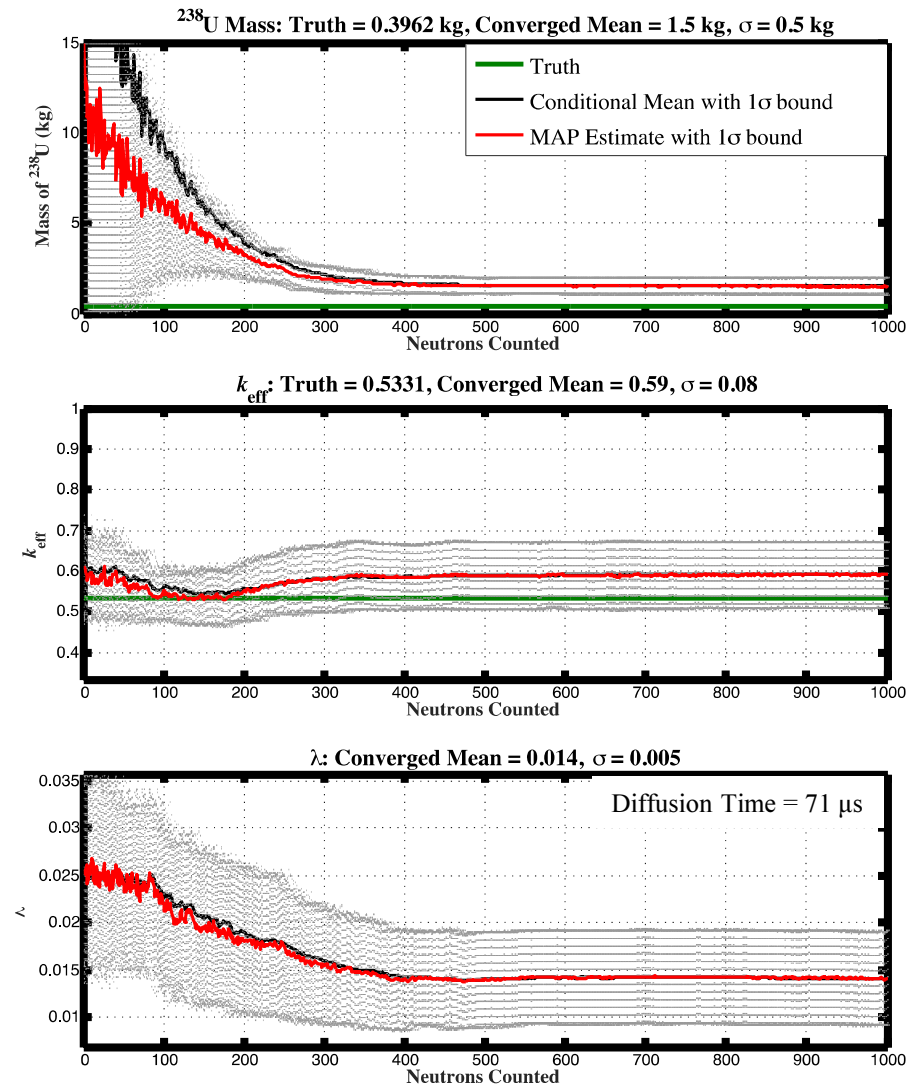 ²³⁸U Mass: Truth = 0.3962 kg, Converged Mean = 1.5 kg, σ = 0.5 kg
15
10
5
0
Mass of ²³⁸U (kg)
Truth
Conditional Mean with 1σ bound
MAP Estimate with 1σ bound
0 100 200 300 400 500 600 700 800 900 1000
Neutrons Counted
k_eff: Truth = 0.5331, Converged Mean = 0.59, σ = 0.08
1
0.9
0.8
0.7
0.6
0.5
0.4
k_eff
0 100 200 300 400 500 600 700 800 900 1000
Neutrons Counted
λ: Converged Mean = 0.014, σ = 0.005
0.035
0.03
0.025
0.02
0.015
0.01
λ
Diffusion Time = 71 μs
0 100 200 300 400 500 600 700 800 900 1000
Neutrons Counted